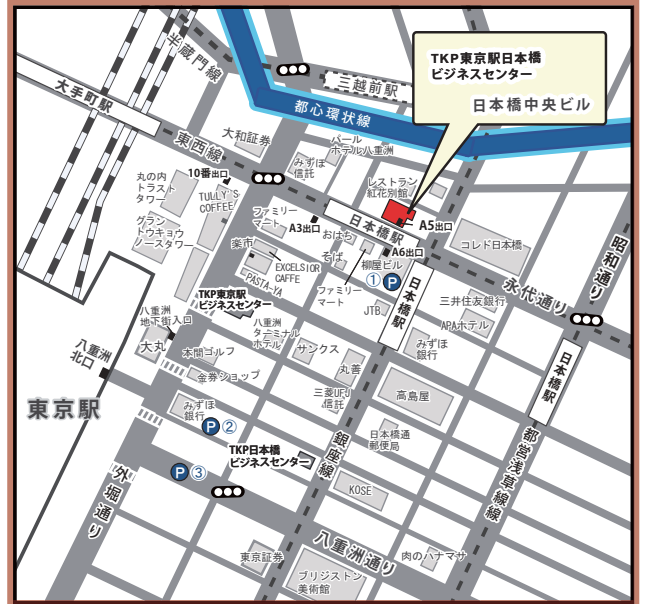 半蔵門線
三越前駅
TKP東京駅日本橋
ビジネスセンター
日本橋中央ビル
大手町駅
都心環状線
東西線
大和証券
パール
ホテル八重洲
みずほ
信託
10番出口
丸の内
トラスト
タワー
TULLY'S
COFFEE
レストラン
紅花別館
ファミリー
マート
A3出口
日本橋駅
A5出口
グラン
トウキョウ
ノースタワー
おはち
A6出口
コレド日本橋
昭和通り
楽市
そば
柳屋ビル
EXCELSIOR
CAFFE
PASTA-YA
① P
永代通り
TKP東京駅
ビジネスセンター
ファミリー
マート
日本橋駅
三井住友銀行
JTB
APAホテル
八重洲
地下街入口
八重洲
ターミナル
ホテル
みずほ
銀行
日本橋駅
八重洲
北口
大丸
本間ゴルフ
サンクス
丸善
金券ショップ
三菱UFJ
信託
高島屋
東京駅
みずほ
銀行
P ②
日本橋通
郵便局
銀座線
都営浅草線線
TKP日本橋
ビジネスセンター
P ③
外堀通り
KOSE
八重洲通り
東京証券
肉のハナマサ
ブリジストン
美術館